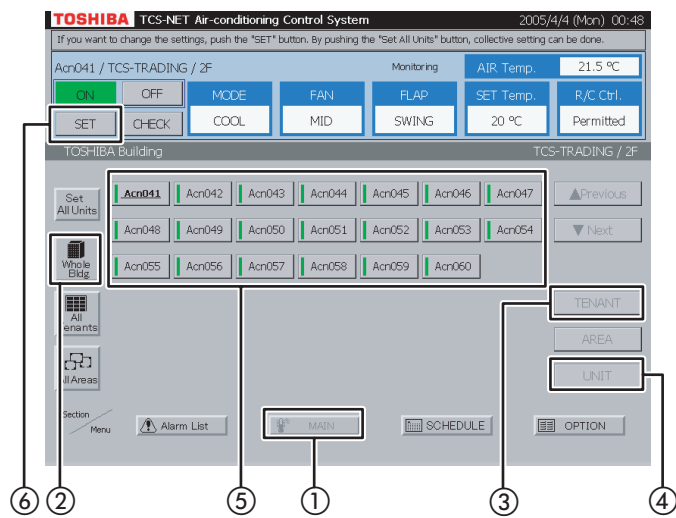 TOSHIBA TCS-NET Air-conditioning Control System 2005/4/4 (Mon) 00:48
If you want to change the settings, push the "SET" button. By pushing the "Set All Units" button, collective setting can be done.
Acn041 / TCS-TRADING / 2F Monitoring AIR Temp. 21.5 ºC
ON OFF MODE FAN FLAP SET Temp. R/C Ctrl.
SET CHECK COOL MID SWING 20 ºC Permitted
TOSHIBA Building TCS-TRADING / 2F
Set
All Units
Acn041 Acn042 Acn043 Acn044 Acn045 Acn046 Acn047 ▲Previous
Acn048 Acn049 Acn050 Acn051 Acn052 Acn053 Acn054 ▼Next
Whole
Bldg.
Acn055 Acn056 Acn057 Acn058 Acn059 Acn060
TENANT
All
enants
AREA
ll Areas
UNIT
Section
Menu
Alarm List MAIN SCHEDULE OPTION
⑥ ② ⑤ ① ③ ④